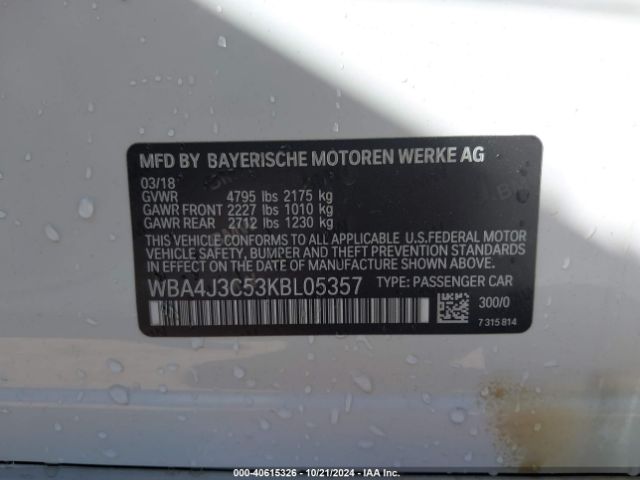 MFD BY BAYERISCHE MOTOREN WERKE AG
03/18
GVWR 4795 lbs 2175 kg
GAWR FRONT 2227 lbs 1010 kg
GAWR REAR 2712 lbs 1230 kg
THIS VEHICLE CONFORMS TO ALL APPLICABLE U.S.FEDERAL MOTOR
VEHICLE SAFETY, BUMPER AND THEFT PREVENTION STANDARDS
IN EFFECT ON THE DATE OF MANUFACTURE SHOWN ABOVE.
WBA4J3C53KBL05357 TYPE: PASSENGER CAR
300/0
7 315 814
000-40615326 - 10/21/2024 - IAA Inc.